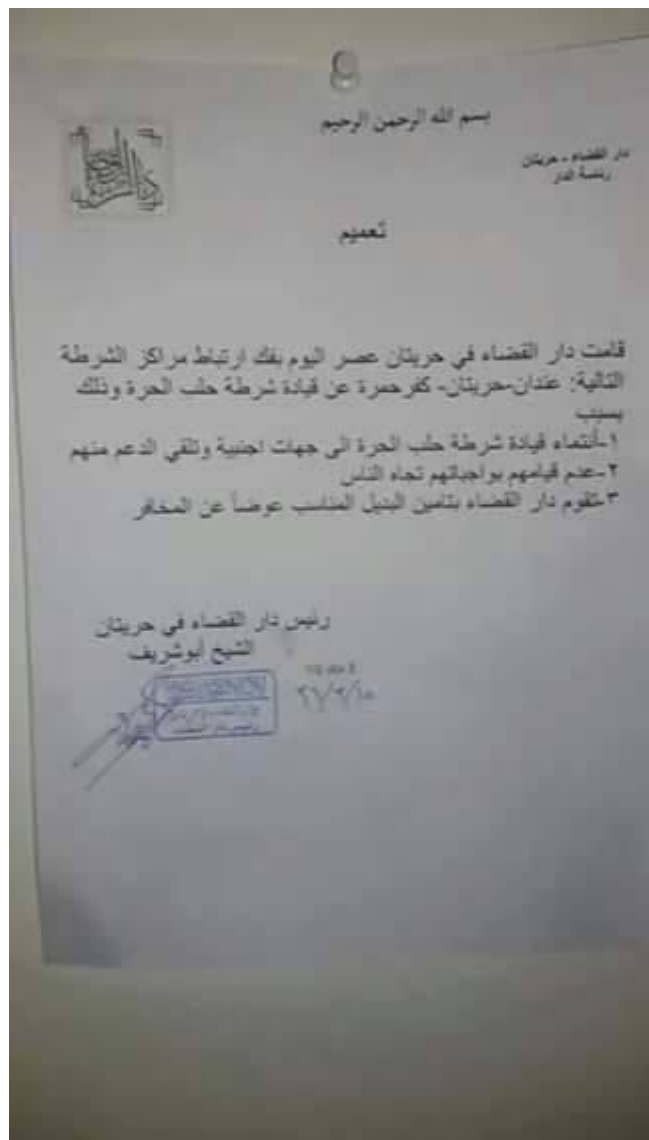 بسم الله الرحمن الرحيم
دار القضاء - حريتان
رئاسة الدار
تعميم
قامت دار القضاء في حريتان عصر اليوم بفك ارتباط مراكز الشرطة
التالية: عندان-حريتان- كفرحمرة عن قيادة شرطة حلب الحرة وذلك
بسبب
١-أنتماء قيادة شرطة حلب الحرة الى جهات اجنبية وتلقي الدعم منهم
٢-عدم قيامهم بواجباتهم تجاه الناس
٣-تقوم دار القضاء بتامين البديل المناسب عوضاً عن المخافر
رئيس دار القضاء في حريتان
الشيخ أبوشريف